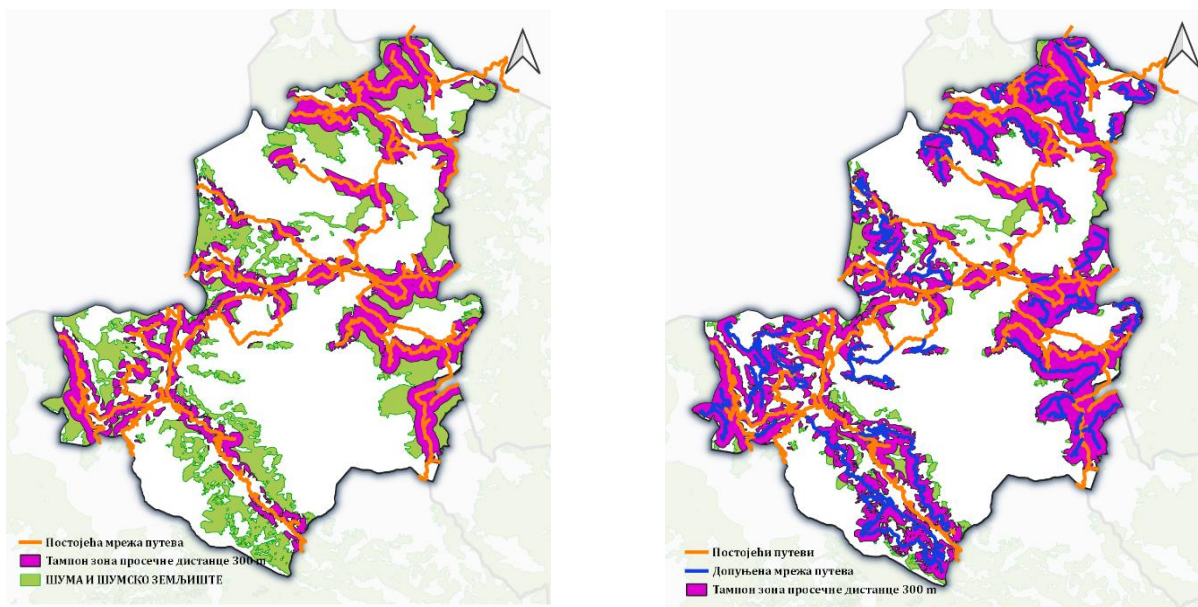 Постојећа мрежа путева
Тампон зона просечне дистанце 300 m
ШУМА И ШУМСКО ЗЕМЉИШТЕ
Постојећи путеви
Допуњена мрежа путева
Тампон зона просечне дистанце 300 m